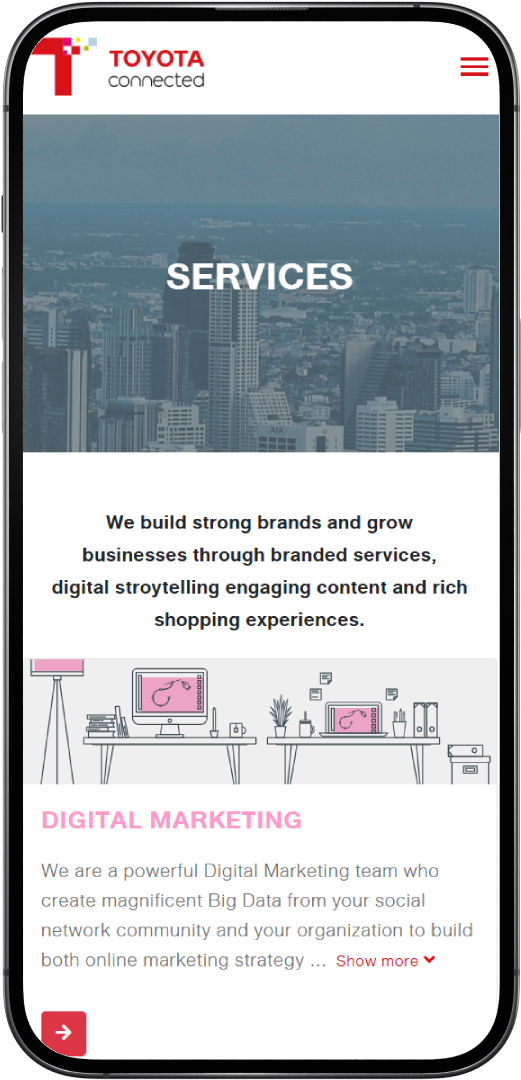 TOYOTA
connected
SERVICES
AIA
We build strong brands and grow
businesses through branded services,
digital stroytelling engaging content and rich
shopping experiences.
DIGITAL MARKETING
We are a powerful Digital Marketing team who
create magnificent Big Data from your social
network community and your organization to build
both online marketing strategy ... Show more